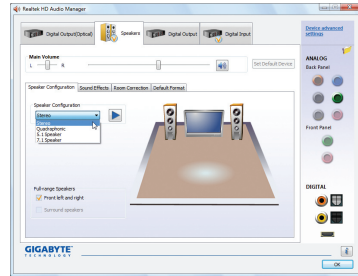 Realtek HD Audio Manager
Digital Output(Optical)
Speakers
Digital Output
Digital Input
Device advanced settings
Main Volume
L
R
Set Default Device
ANALOG
Back Panel
Speaker Configuration
Sound Effects
Room Correction
Default Format
Speaker Configuration
Stereo
Stereo
Quadraphonic
5.1 Speaker
7.1 Speaker
Front Panel
Full-range Speakers
Front left and right
Surround speakers
DIGITAL
GIGABYTE
TECHNOLOGY
OK